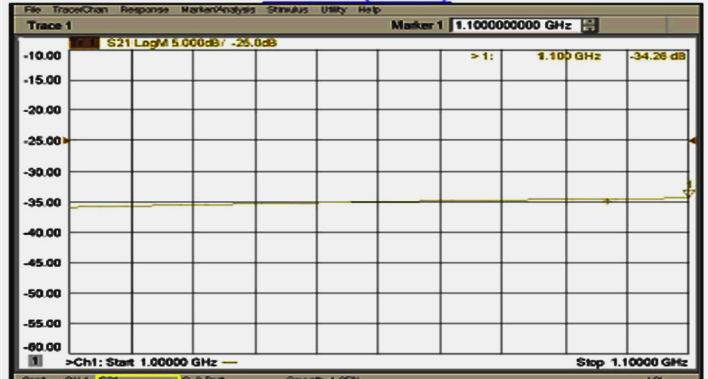 File Trace/Chan Response Marker/Analysis Stimulus Utility Help
Trace 1 Marker 1 1.1000000000 GHz
Tr 1 S21 LogM 5.000dB/ -25.0dB
> 1: 1.100 GHz -34.26 dB
-10.00
-15.00
-20.00
-25.00
-30.00
-35.00
-40.00
-45.00
-50.00
-55.00
-60.00
1 >Ch1: Start 1.00000 GHz Stop 1.10000 GHz